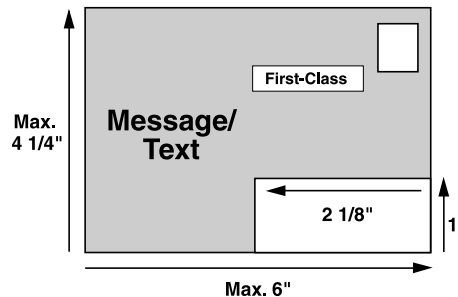 First-Class
Max.
4 1/4"
Message/
Text
2 1/8"
1
Max. 6"